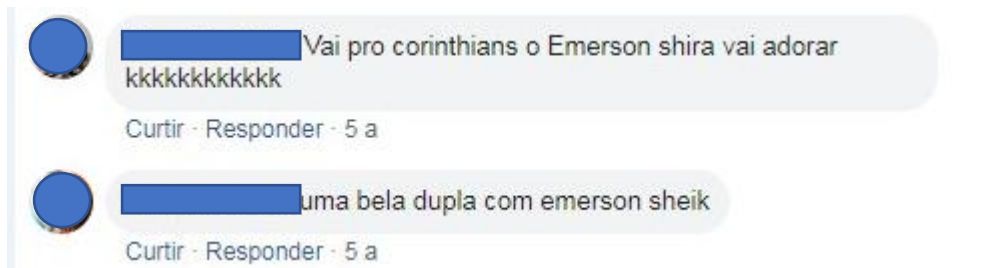 Vai pro corinthians o Emerson shira vai adorar
kkkkkkkkkkkk
Curtir · Responder · 5 a
uma bela dupla com emerson sheik
Curtir · Responder · 5 a